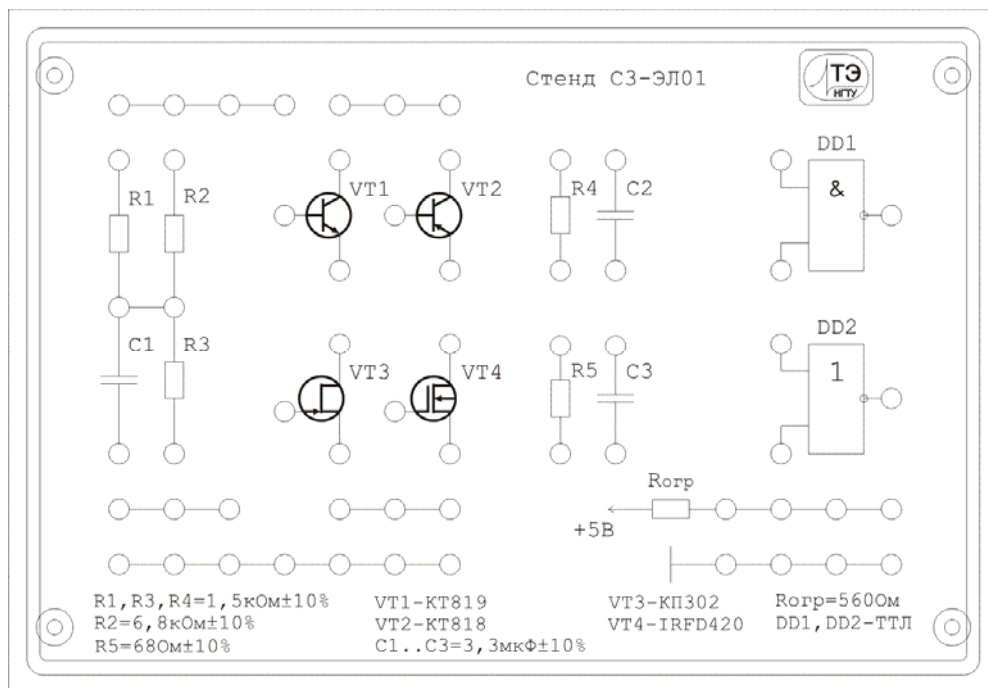 Стенд С3-ЭЛ01
ТЭ
НГТУ
DD1
VT1
VT2
R4
C2
&
R1
R2
DD2
C1
R3
VT3
VT4
R5
C3
1
Rогр
+5В
R1,R3,R4=1,5кОм±10%
R2=6,8кОм±10%
R5=68Ом±10%
VT1-КТ819
VT2-КТ818
C1..C3=3,3мкФ±10%
VT3-КП302
VT4-IRFD420
Rогр=560Ом
DD1,DD2-ТТЛ